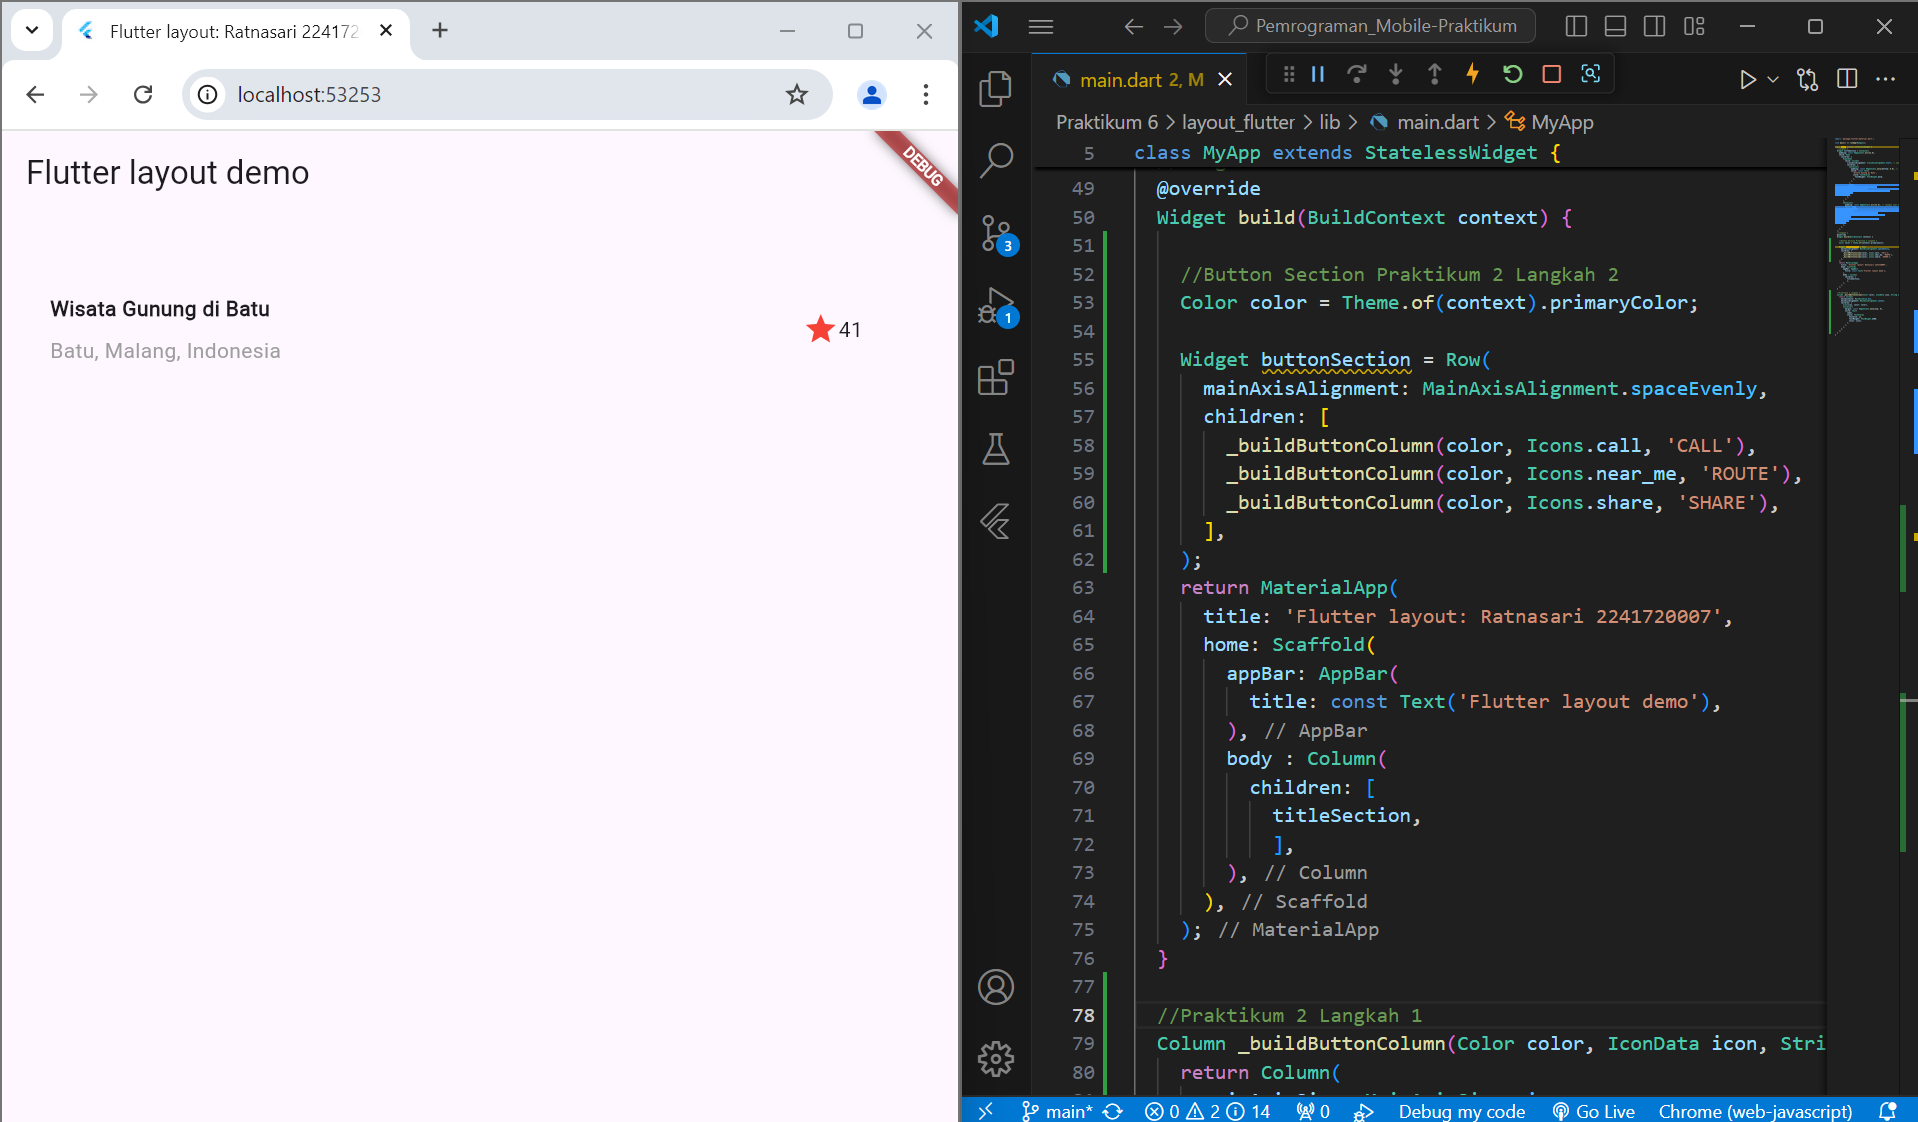 Flutter layout: Ratnasari 224172
localhost:53253
Flutter layout demo
DEBUG
Wisata Gunung di Batu
Batu, Malang, Indonesia
41
Pemrograman_Mobile-Praktikum
main.dart 2, M
Praktikum 6 > layout_flutter > lib > main.dart > MyApp
3
1
5 class MyApp extends StatelessWidget {
49 @override
50 Widget build(BuildContext context) {
51
52 //Button Section Praktikum 2 Langkah 2
53 Color color = Theme.of(context).primaryColor;
54
55 Widget buttonSection = Row(
56 mainAxisAlignment: MainAxisAlignment.spaceEvenly,
57 children: [
58 _buildButtonColumn(color, Icons.call, 'CALL'),
59 _buildButtonColumn(color, Icons.near_me, 'ROUTE'),
60 _buildButtonColumn(color, Icons.share, 'SHARE'),
61 ],
62 );
63 return MaterialApp(
64 title: 'Flutter layout: Ratnasari 2241720007',
65 home: Scaffold(
66 appBar: AppBar(
67 title: const Text('Flutter layout demo'),
68 ), // AppBar
69 body : Column(
70 children: [
71 titleSection,
72 ],
73 ), // Column
74 ), // Scaffold
75 ); // MaterialApp
76 }
77
78 //Praktikum 2 Langkah 1
79 Column _buildButtonColumn(Color color, IconData icon, Stri
80 return Column(
main* 0 2 14 0 Debug my code Go Live Chrome (web-javascript)